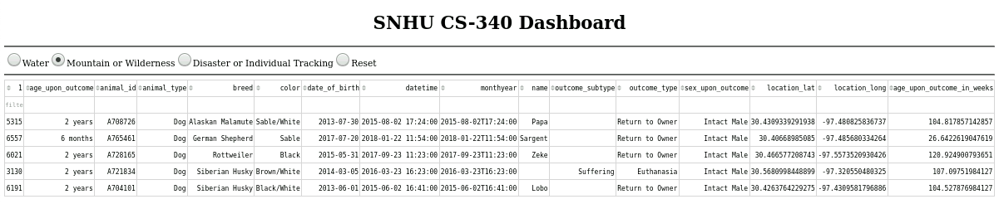 SNHU CS-340 Dashboard
Water Mountain or Wilderness Disaster or Individual Tracking Reset
1 age_upon_outcome animal_id animal_type breed color date_of_birth datetime monthyear name outcome_subtype outcome_type sex_upon_outcome location_lat location_long age_upon_outcome_in_weeks
filte
5315 2 years A708726 Dog Alaskan Malamute Sable/White 2013-07-30 2015-08-02 17:24:00 2015-08-02T17:24:00 Papa Return to Owner Intact Male 30.4309339291938 -97.480825836737 104.817857142857
6557 6 months A765461 Dog German Shepherd Sable 2017-07-20 2018-01-22 11:54:00 2018-01-22T11:54:00 Sargent Return to Owner Intact Male 30.40668985085 -97.485680334264 26.6422619047619
6021 2 years A728165 Dog Rottweiler Black 2015-05-31 2017-09-23 11:23:00 2017-09-23T11:23:00 Zeke Return to Owner Intact Male 30.466577208743 -97.5573520930426 120.924900793651
3130 2 years A721834 Dog Siberian Husky Brown/White 2014-03-05 2016-03-23 16:23:00 2016-03-23T16:23:00 Suffering Euthanasia Intact Male 30.5680998448899 -97.320550480325 107.09751984127
6191 2 years A704101 Dog Siberian Husky Black/White 2013-06-01 2015-06-02 16:41:00 2015-06-02T16:41:00 Lobo Return to Owner Intact Male 30.4263764229275 -97.4309581796886 104.527876984127